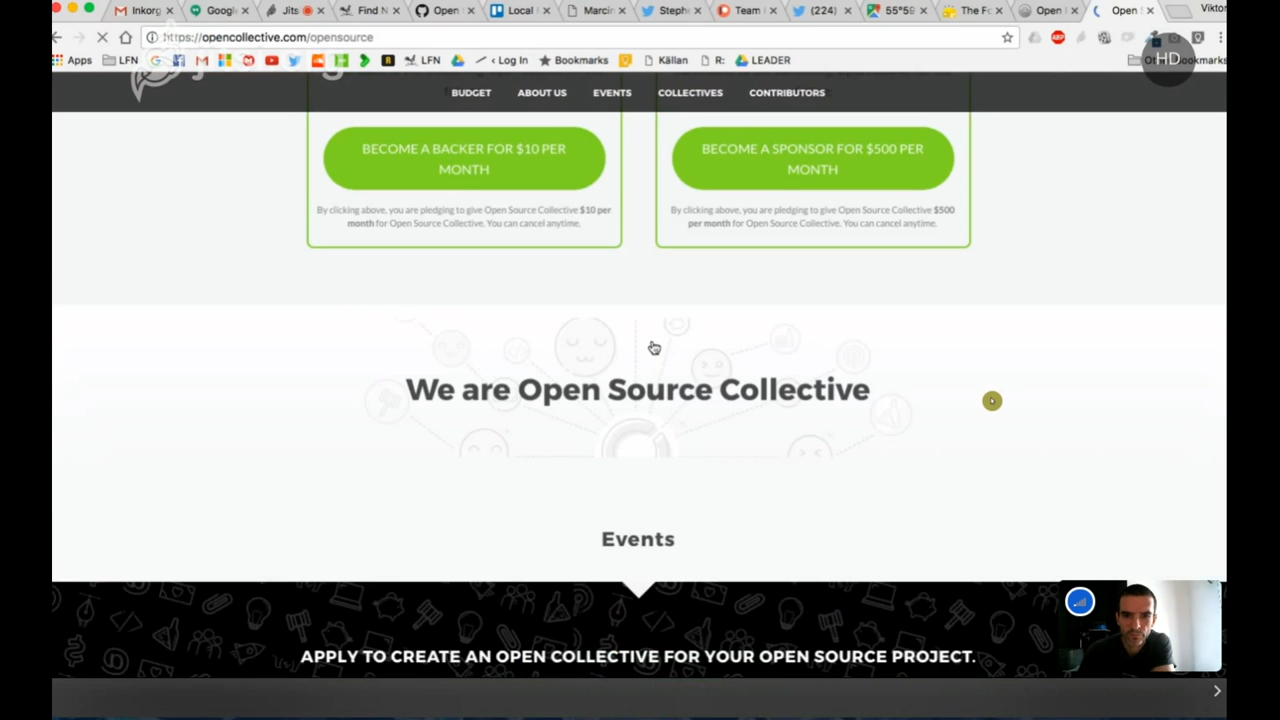 Inkorg Google Jits Find N Open Local Marcin Steph Team (224) 55°59 The Fo Open Open Viktor
https://opencollective.com/opensource
Apps LFN LFN < Log In Bookmarks Källan R: LEADER Bookmarks
HD
BUDGET ABOUT US EVENTS COLLECTIVES CONTRIBUTORS
BECOME A BACKER FOR $10 PER
MONTH
BECOME A SPONSOR FOR $500 PER
MONTH
By clicking above, you are pledging to give Open Source Collective $10 per
month for Open Source Collective. You can cancel anytime.
By clicking above, you are pledging to give Open Source Collective $500
per month for Open Source Collective. You can cancel anytime.
We are Open Source Collective
Events
APPLY TO CREATE AN OPEN COLLECTIVE FOR YOUR OPEN SOURCE PROJECT.